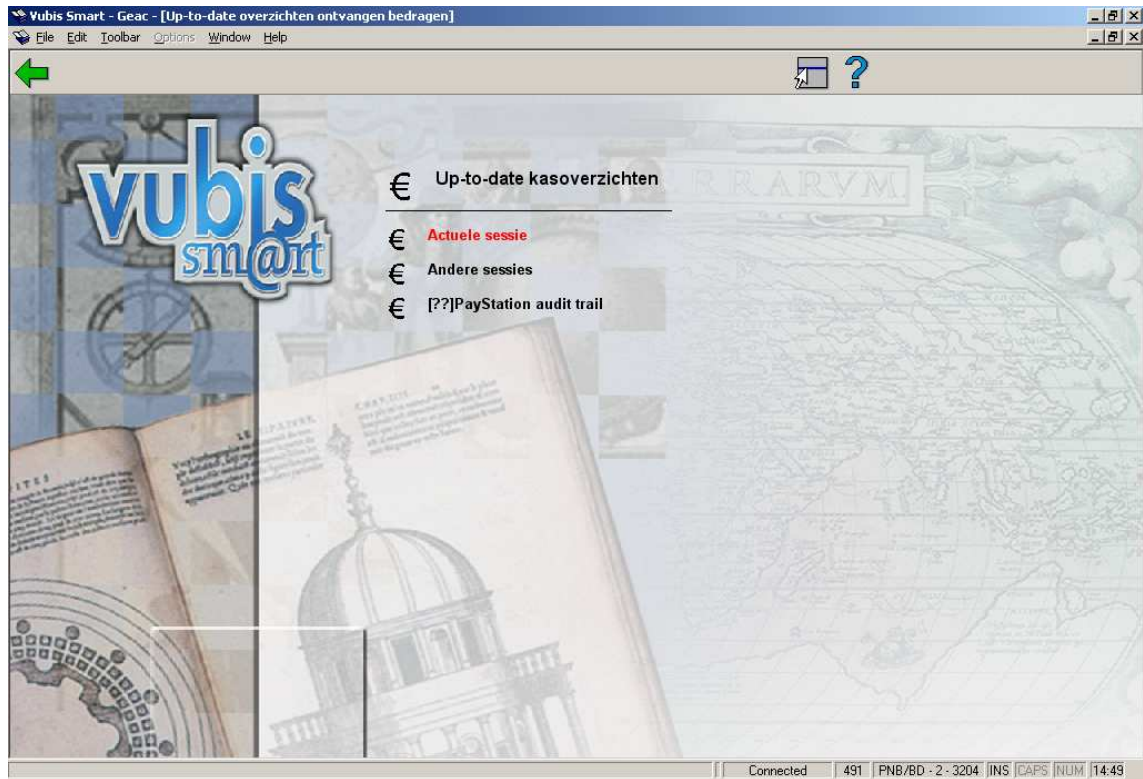 Vubis Smart - Geac - [Up-to-date overzichten ontvangen bedragen]
File Edit Toolbar Options Window Help
?
vubis
sm@rt
€ Up-to-date kasoverzichten
€ Actuele sessie
€ Andere sessies
€ [??]PayStation audit trail
RARVM
Connected 491 PNB/BD - 2 - 3204 INS CAPS NUM 14:49